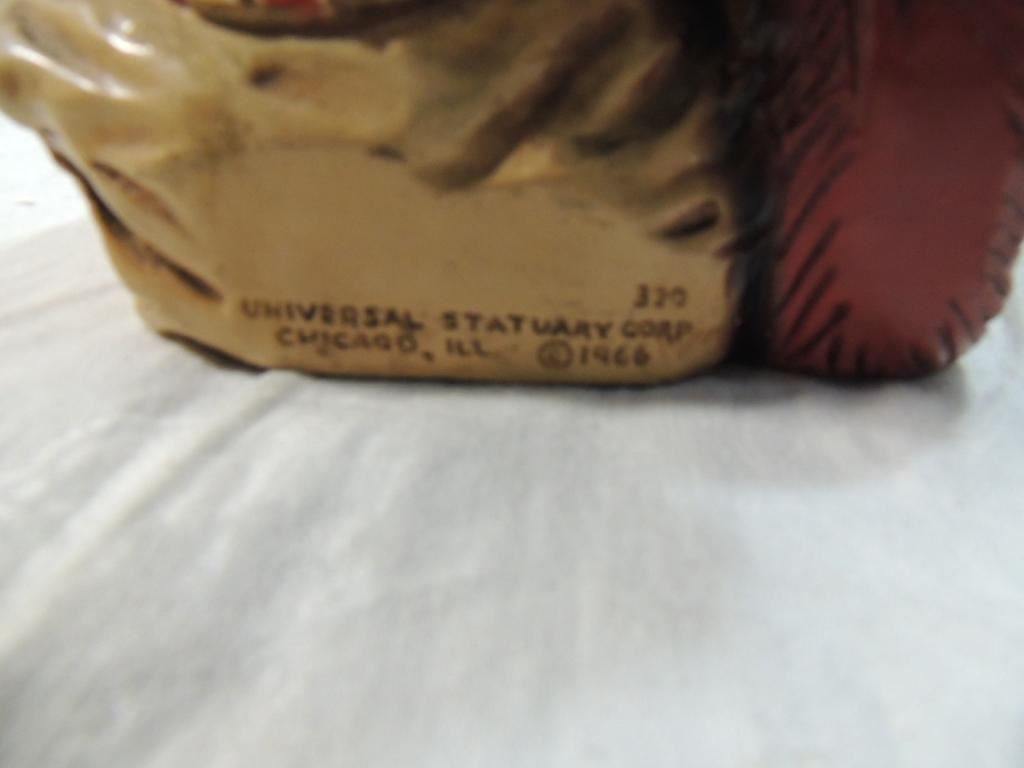 320
UNIVERSAL STATUARY CORP
CHICAGO, ILL © 1966